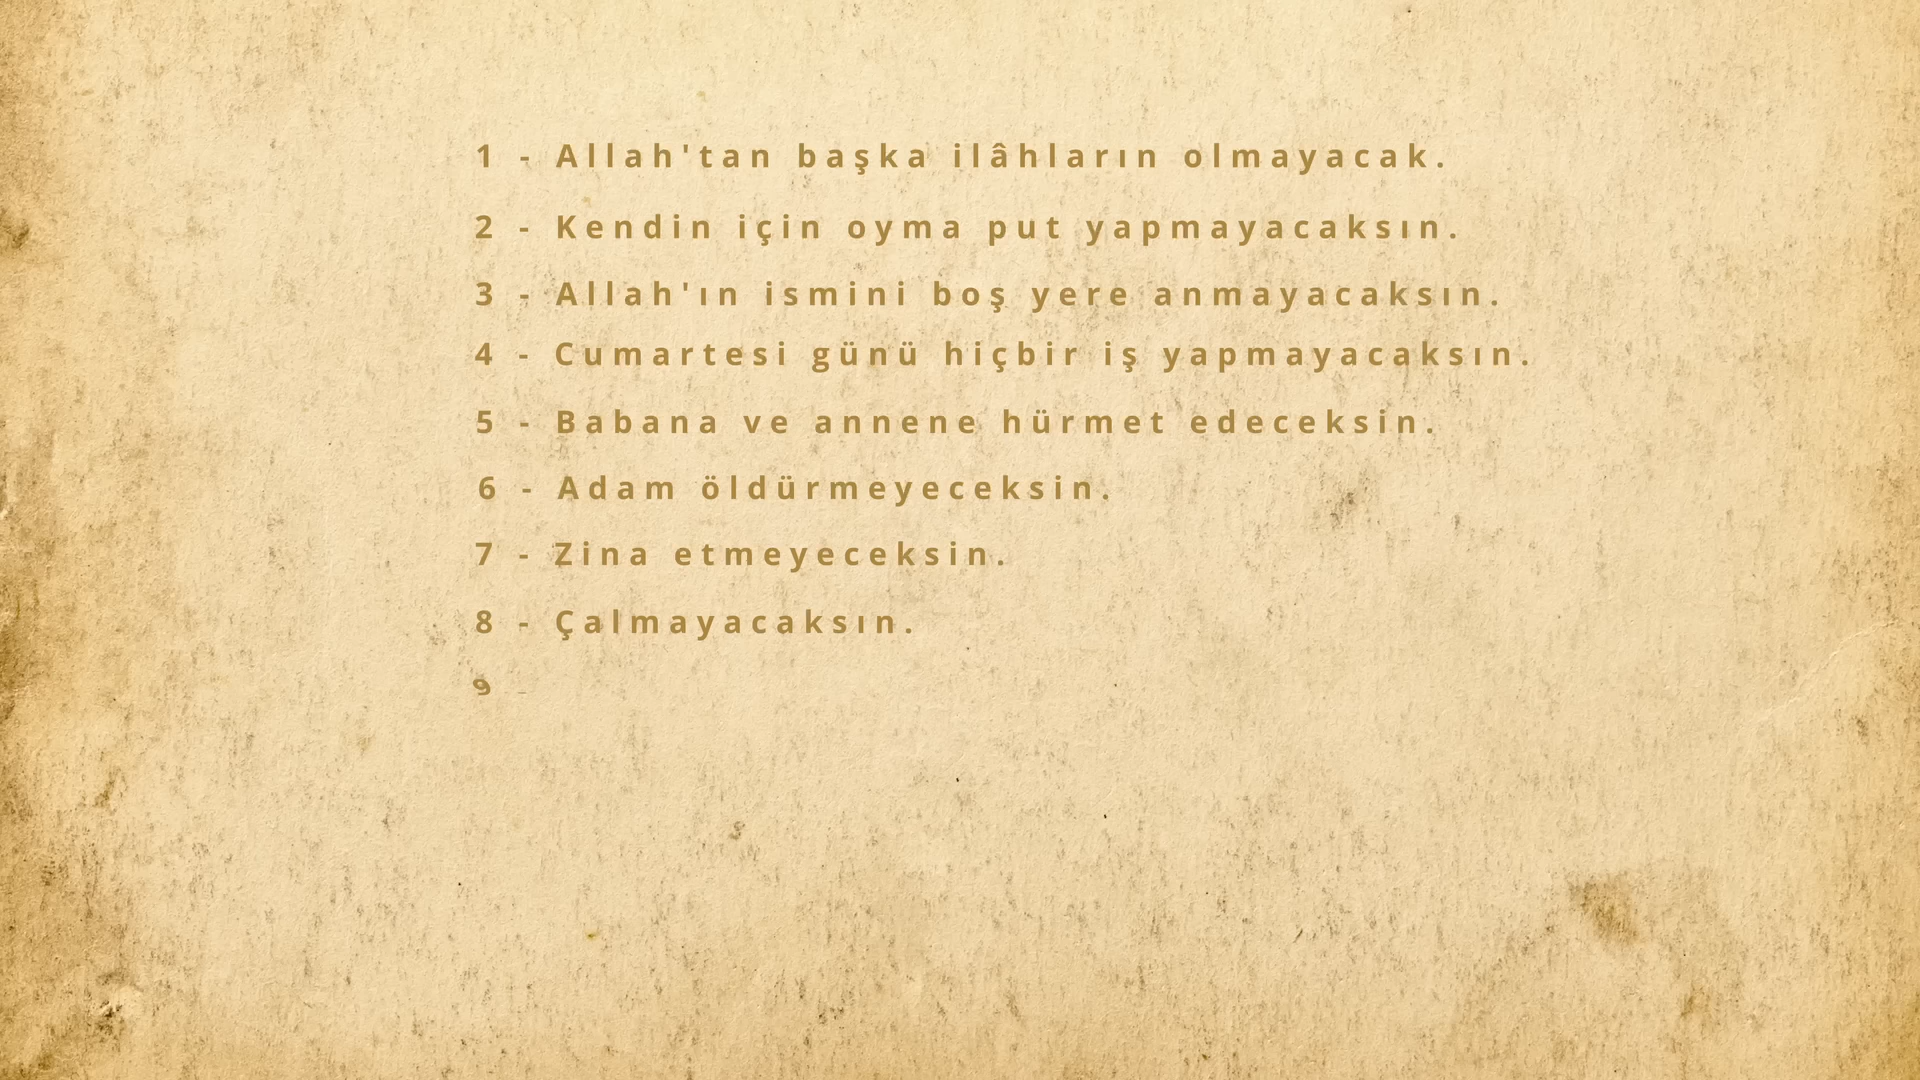 1 - Allah'tan başka ilâhların olmayacak.
2 - Kendin için oyma put yapmayacaksın.
3 - Allah'ın ismini boş yere anmayacaksın.
4 - Cumartesi günü hiçbir iş yapmayacaksın.
5 - Babana ve annene hürmet edeceksin.
6 - Adam öldürmeyeceksin.
7 - Zina etmeyeceksin.
8 - Çalmayacaksın.
9 -